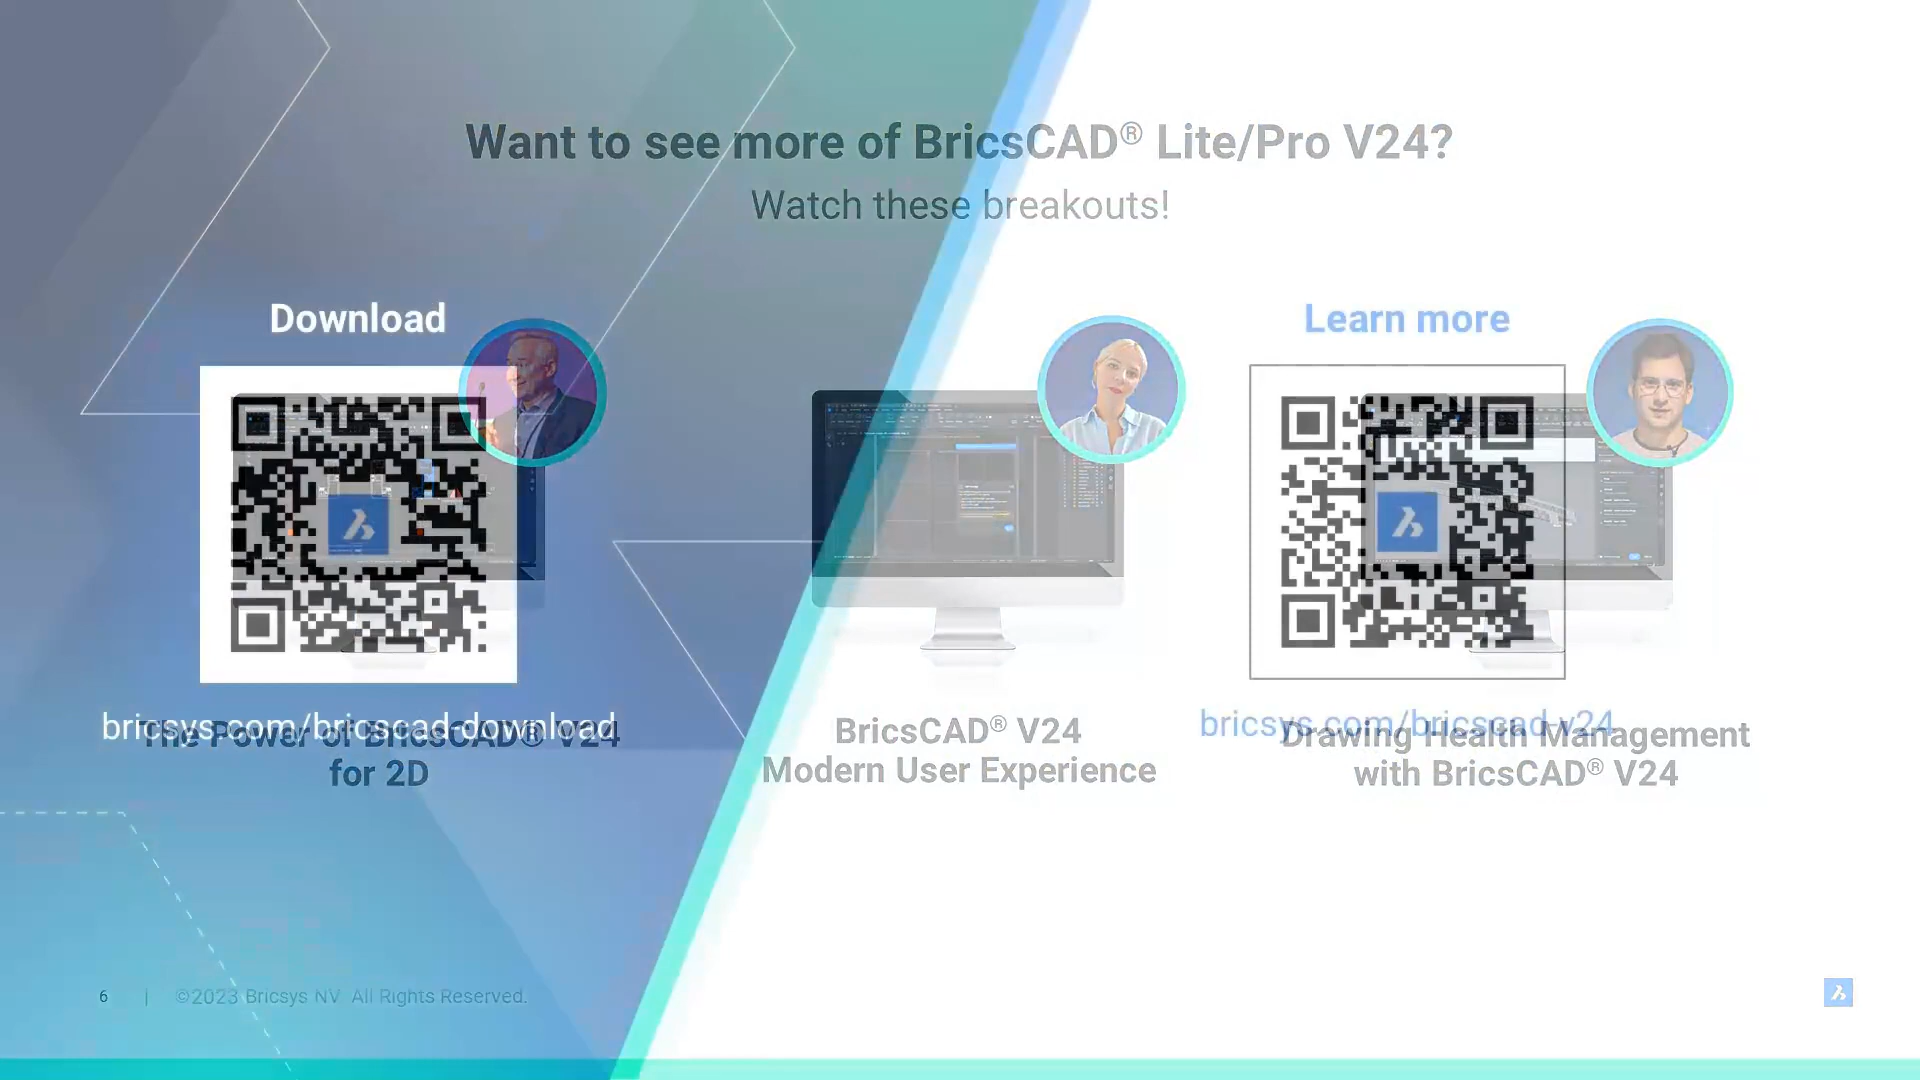 Want to see more of BricsCAD® Lite/Pro V24?
Watch these breakouts!
Download
Learn more
bricsys.com/bricscad-download
The Power of BricsCAD® V24
for 2D
BricsCAD® V24
Modern User Experience
bricsys.com/bricscad-v24
Drawing Health Management
with BricsCAD® V24
6 | ©2023 Bricsys NV All Rights Reserved.